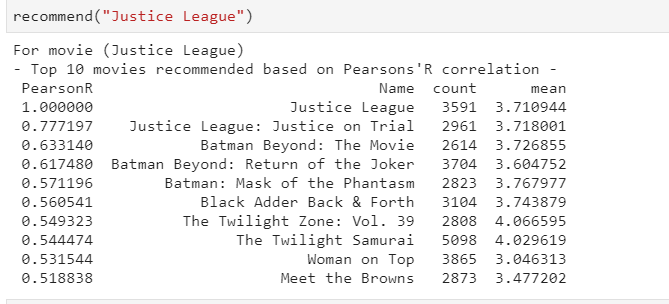 recommend("Justice League")
For movie (Justice League)
- Top 10 movies recommended based on Pearsons'R correlation -
PearsonR Name count mean
1.000000 Justice League 3591 3.710944
0.777197 Justice League: Justice on Trial 2961 3.718001
0.633140 Batman Beyond: The Movie 2614 3.726855
0.617480 Batman Beyond: Return of the Joker 3704 3.604752
0.571196 Batman: Mask of the Phantasm 2823 3.767977
0.560541 Black Adder Back & Forth 3104 3.743879
0.549323 The Twilight Zone: Vol. 39 2808 4.066595
0.544474 The Twilight Samurai 5098 4.029619
0.531544 Woman on Top 3865 3.046313
0.518838 Meet the Browns 2873 3.477202